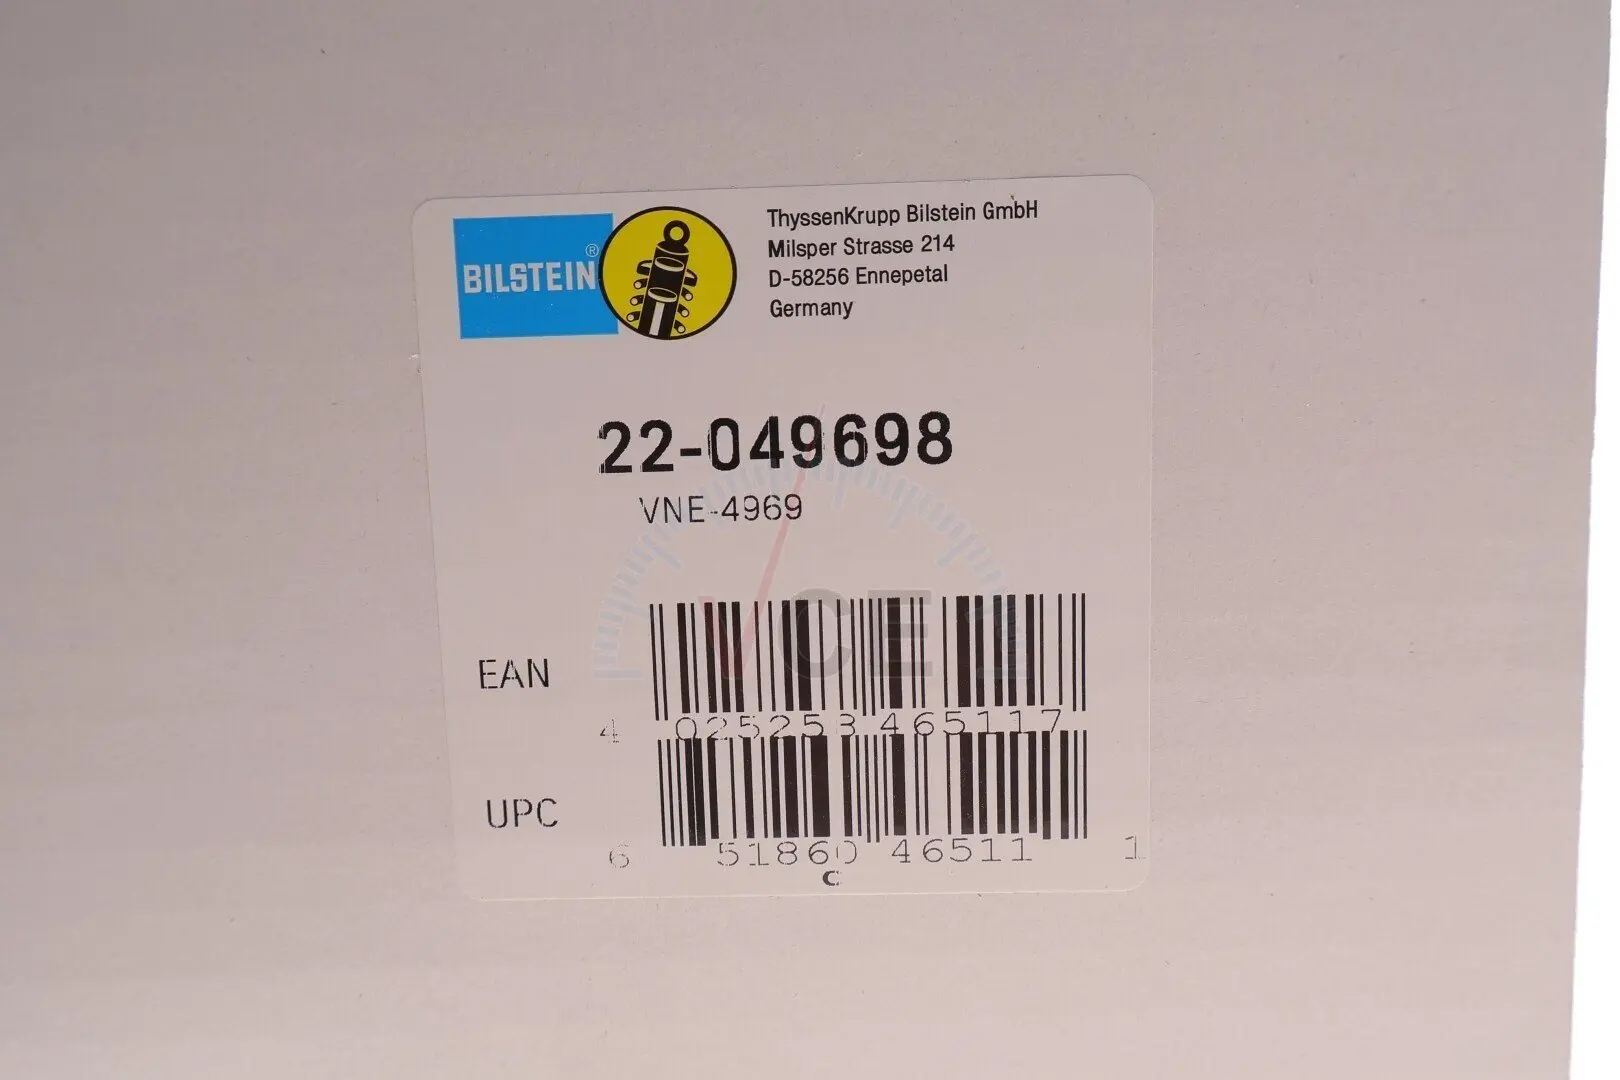 BILSTEIN®
ThyssenKrupp Bilstein GmbH
Milsper Strasse 214
D-58256 Ennepetal
Germany
22-049698
VNE-4969
VCE
EAN
4 025253 465117
UPC
6 51860 46511 1
C